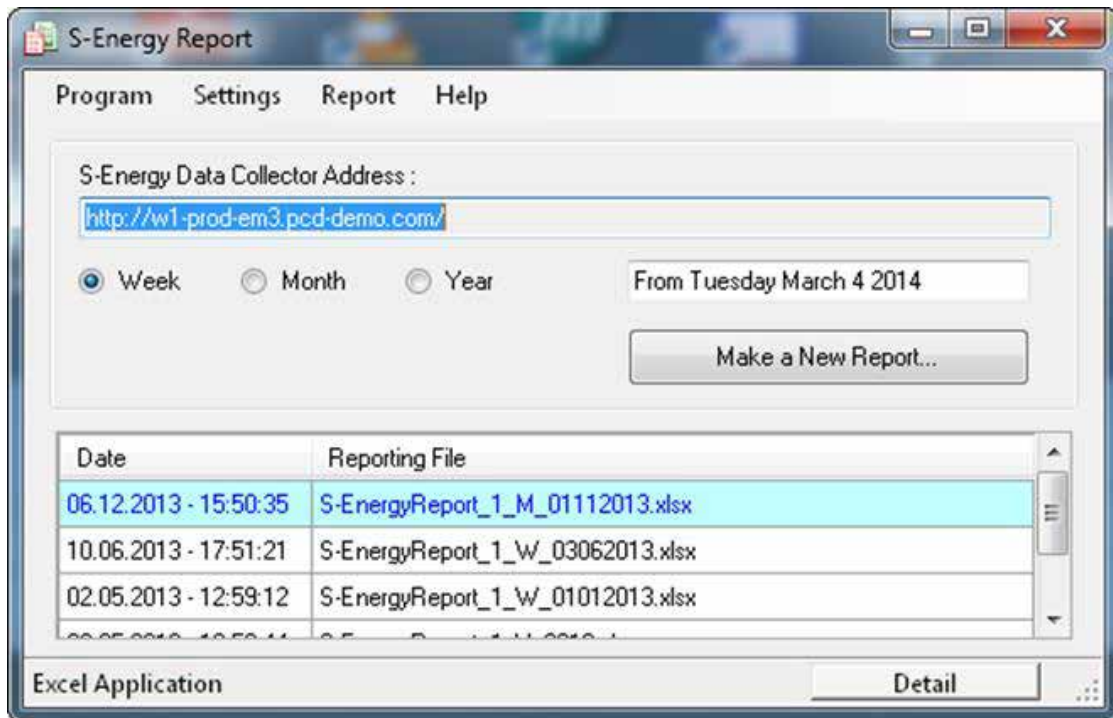 S-Energy Report
Program Settings Report Help
S-Energy Data Collector Address :
http://w1-prod-em3.pcd-demo.com/
Week Month Year From Tuesday March 4 2014
Make a New Report...
Date Reporting File
06.12.2013 - 15:50:35 S-EnergyReport_1_M_01112013.xlsx
10.06.2013 - 17:51:21 S-EnergyReport_1_W_03062013.xlsx
02.05.2013 - 12:59:12 S-EnergyReport_1_W_01012013.xlsx
Excel Application Detail